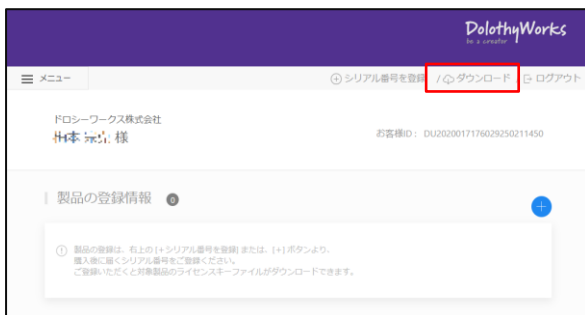 DolothyWorks
be a creator
メニュー
シリアル番号を登録 / ダウンロード / ログアウト
ドロシーワークス株式会社
様
お客様ID： DU2020017176029250211450
製品の登録情報 0
製品の登録は、右上の [+シリアル番号を登録] または、[+] ボタンより、
購入後に届くシリアル番号をご登録ください。
ご登録いただくと対象製品のライセンスキーファイルがダウンロードできます。